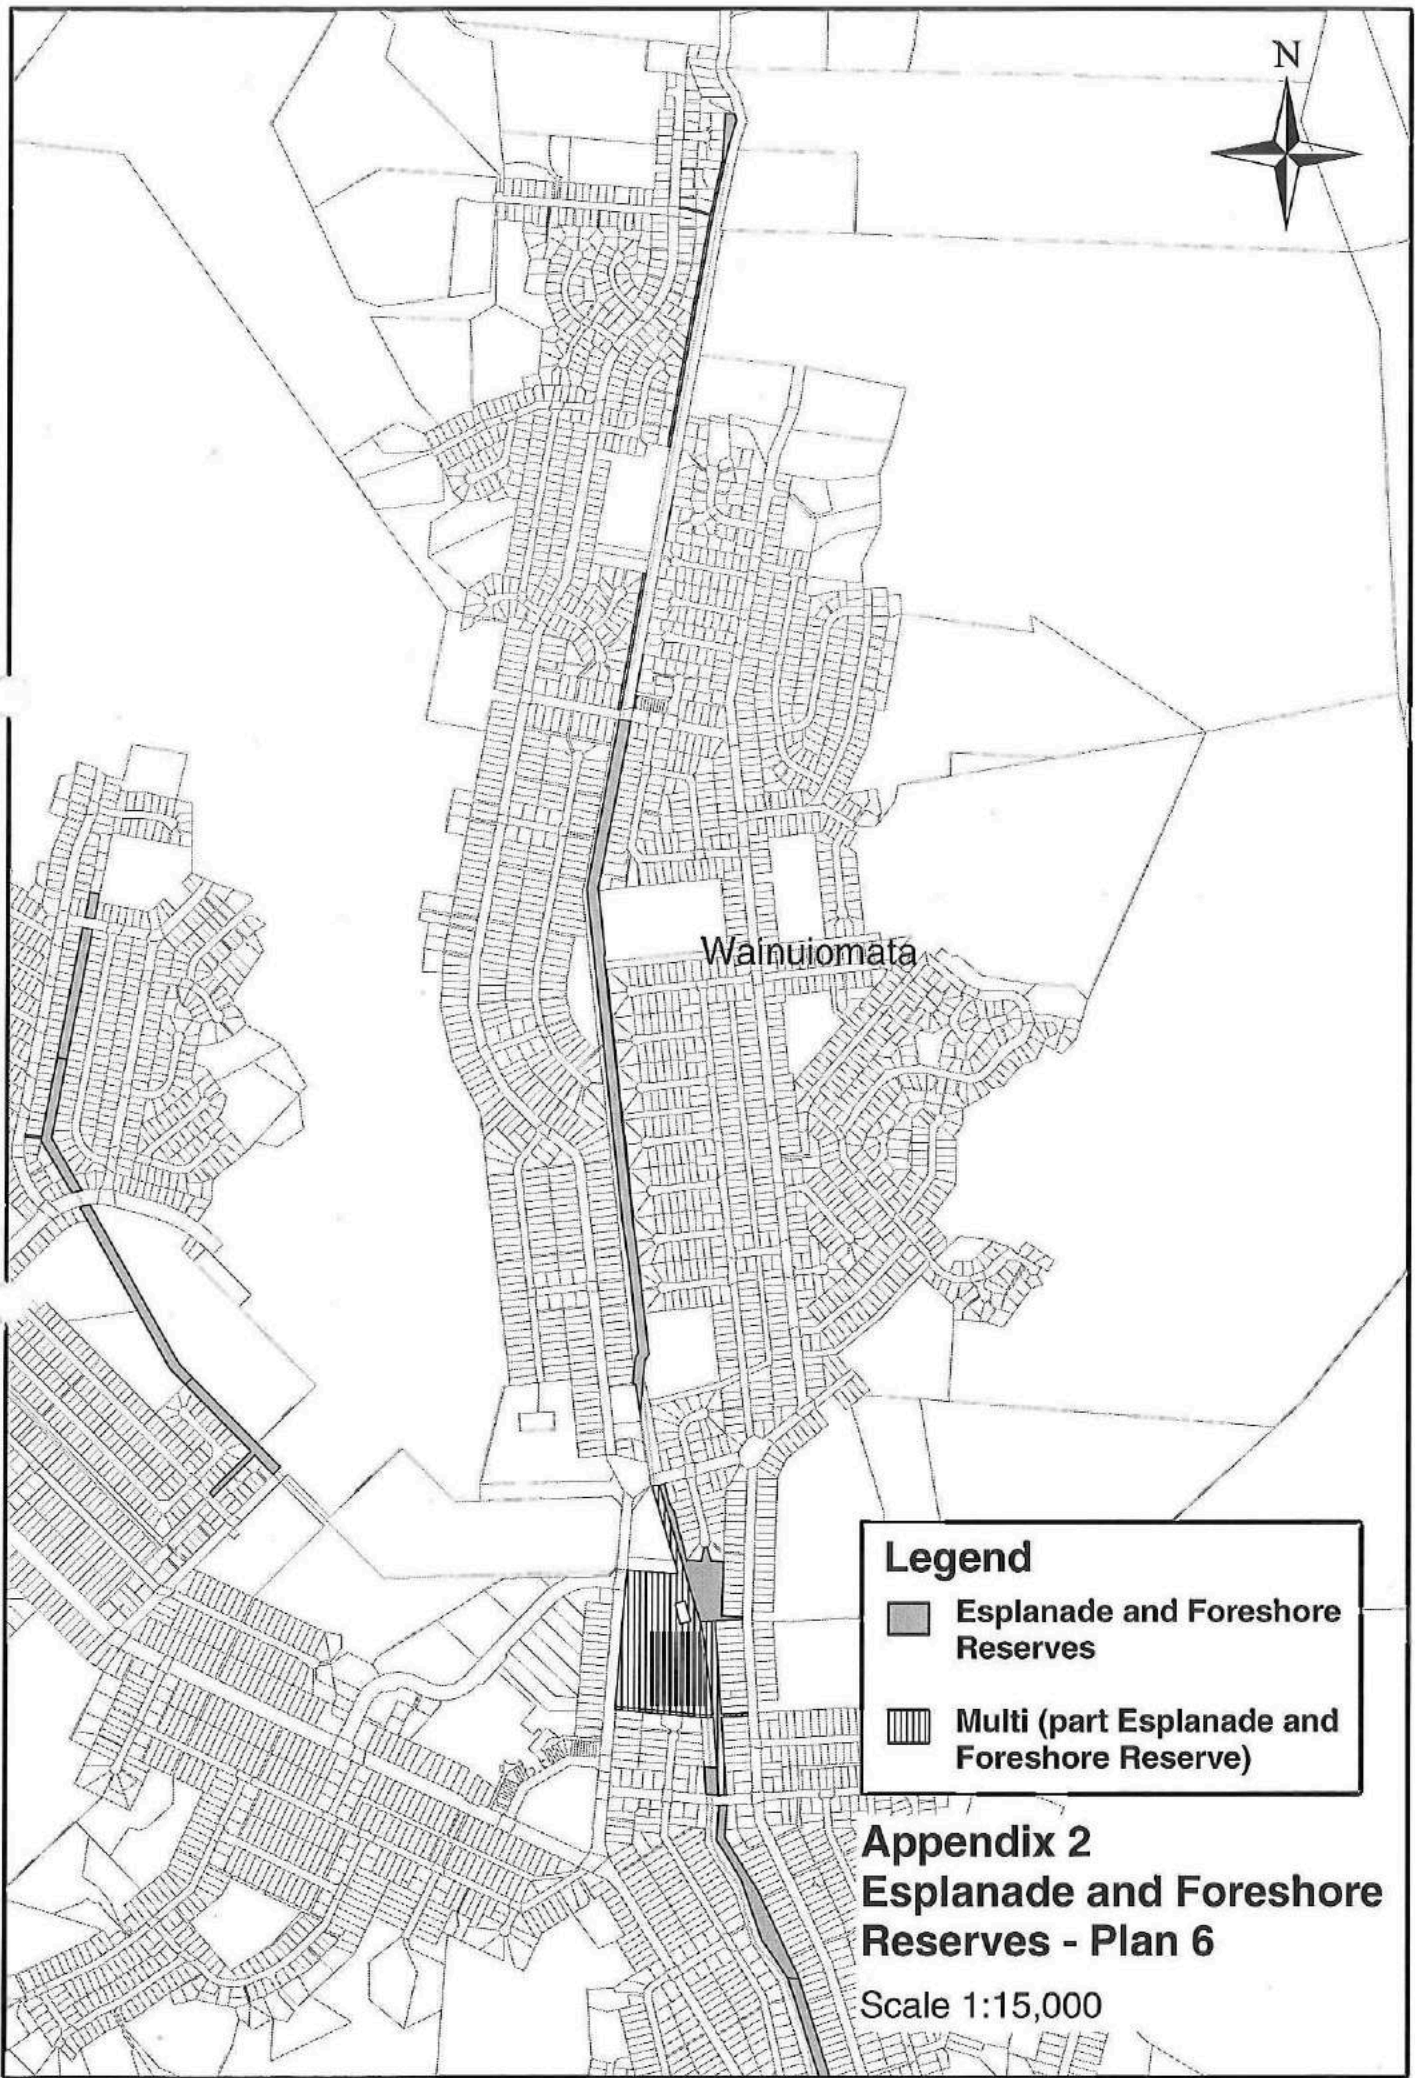 N
Wainuiomata
Legend
Esplanade and Foreshore
Reserves
Multi (part Esplanade and
Foreshore Reserve)
Appendix 2
Esplanade and Foreshore
Reserves - Plan 6
Scale 1:15,000